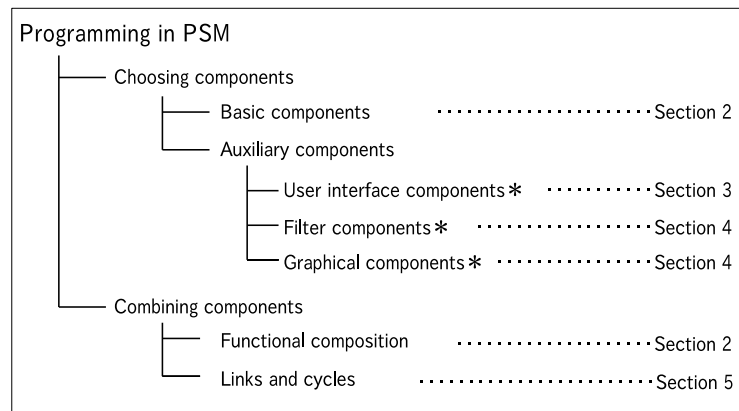 Programming in PSM
Choosing components
Basic components ...................... Section 2
Auxiliary components
User interface components* ............ Section 3
Filter components* .................. Section 4
Graphical components* ............... Section 4
Combining components
Functional composition ................... Section 2
Links and cycles ....................... Section 5